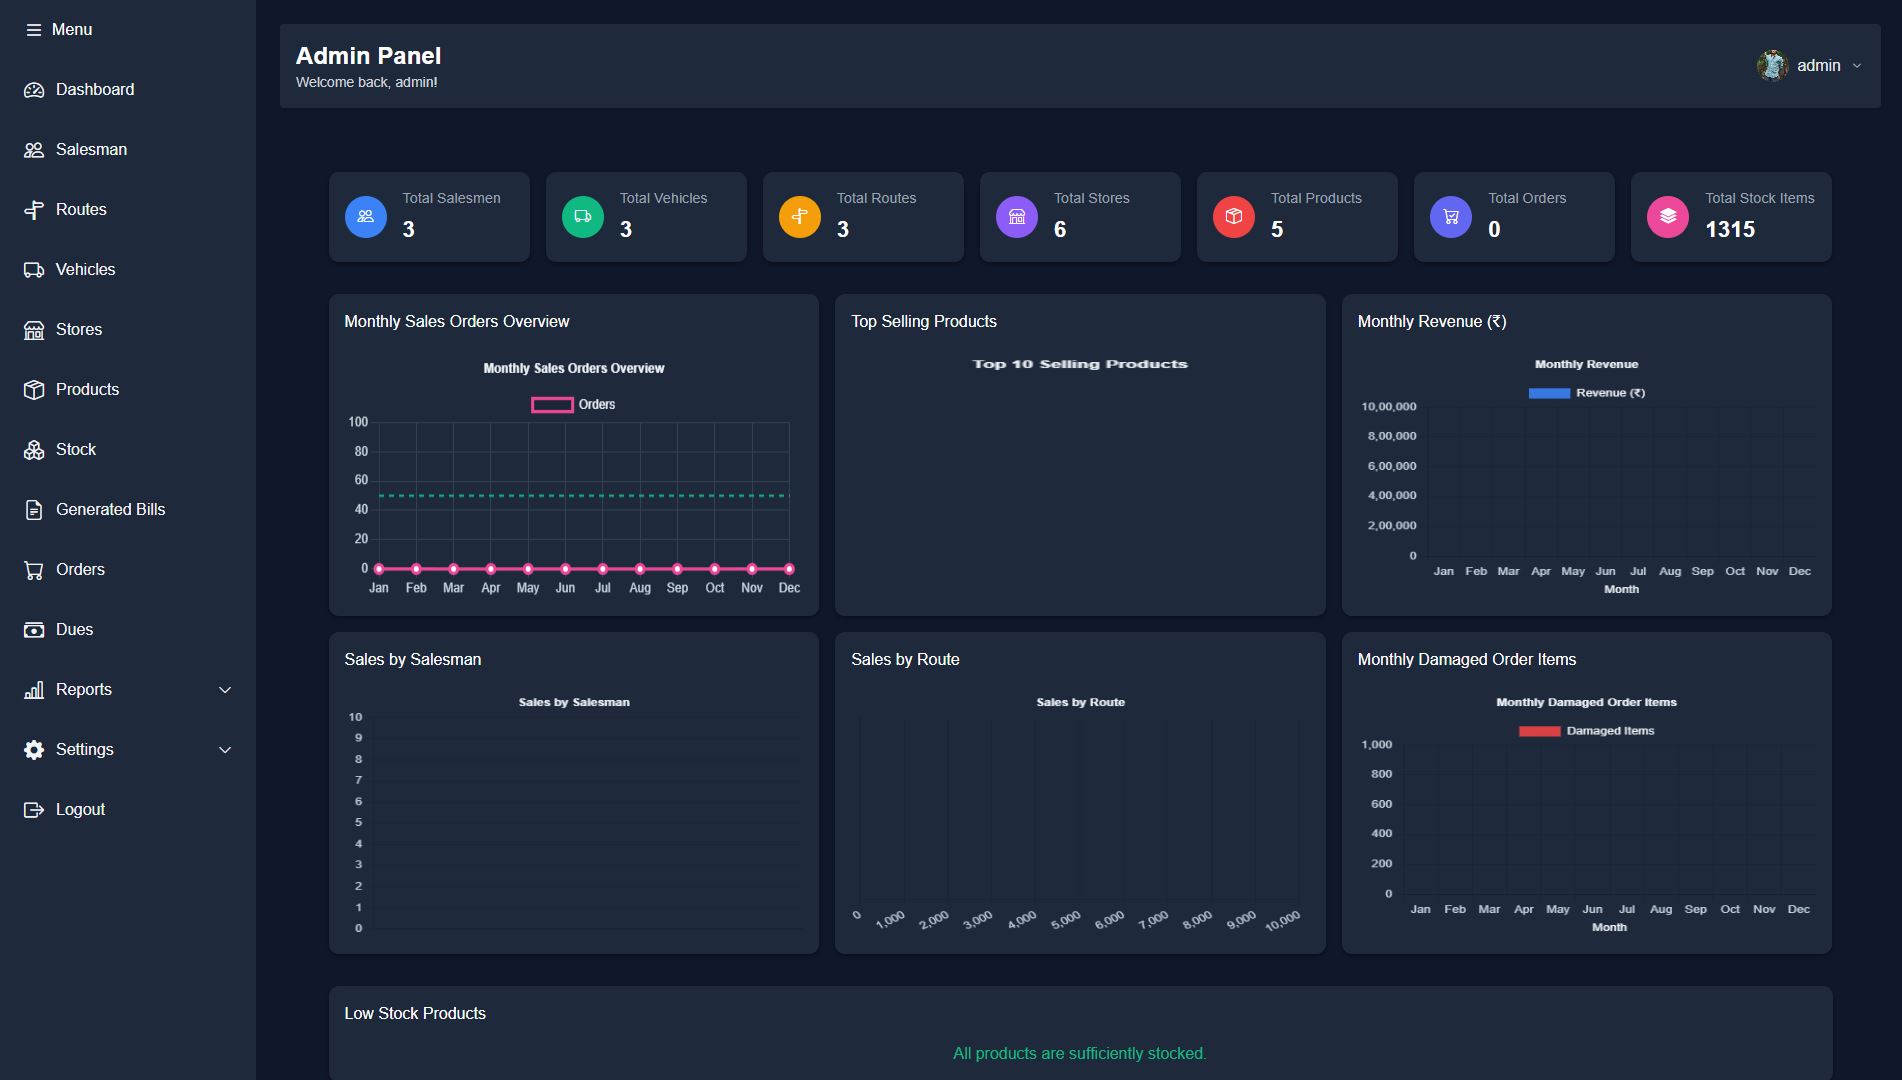 Menu
Dashboard
Salesman
Routes
Vehicles
Stores
Products
Stock
Generated Bills
Orders
Dues
Reports
Settings
Logout
Admin Panel
Welcome back, admin!
admin
Total Salesmen
3
Total Vehicles
3
Total Routes
3
Total Stores
6
Total Products
5
Total Orders
0
Total Stock Items
1315
Monthly Sales Orders Overview
Monthly Sales Orders Overview
Orders
100
80
60
40
20
0
Jan Feb Mar Apr May Jun Jul Aug Sep Oct Nov Dec
Top Selling Products
Top 10 Selling Products
Monthly Revenue (₹)
Monthly Revenue
Revenue (₹)
10,00,000
8,00,000
6,00,000
4,00,000
2,00,000
0
Jan Feb Mar Apr May Jun Jul Aug Sep Oct Nov Dec
Month
Sales by Salesman
Sales by Salesman
10
9
8
7
6
5
4
3
2
1
0
Sales by Route
Sales by Route
0 1,000 2,000 3,000 4,000 5,000 6,000 7,000 8,000 9,000 10,000
Monthly Damaged Order Items
Monthly Damaged Order Items
Damaged Items
1,000
800
600
400
200
0
Jan Feb Mar Apr May Jun Jul Aug Sep Oct Nov Dec
Month
Low Stock Products
All products are sufficiently stocked.